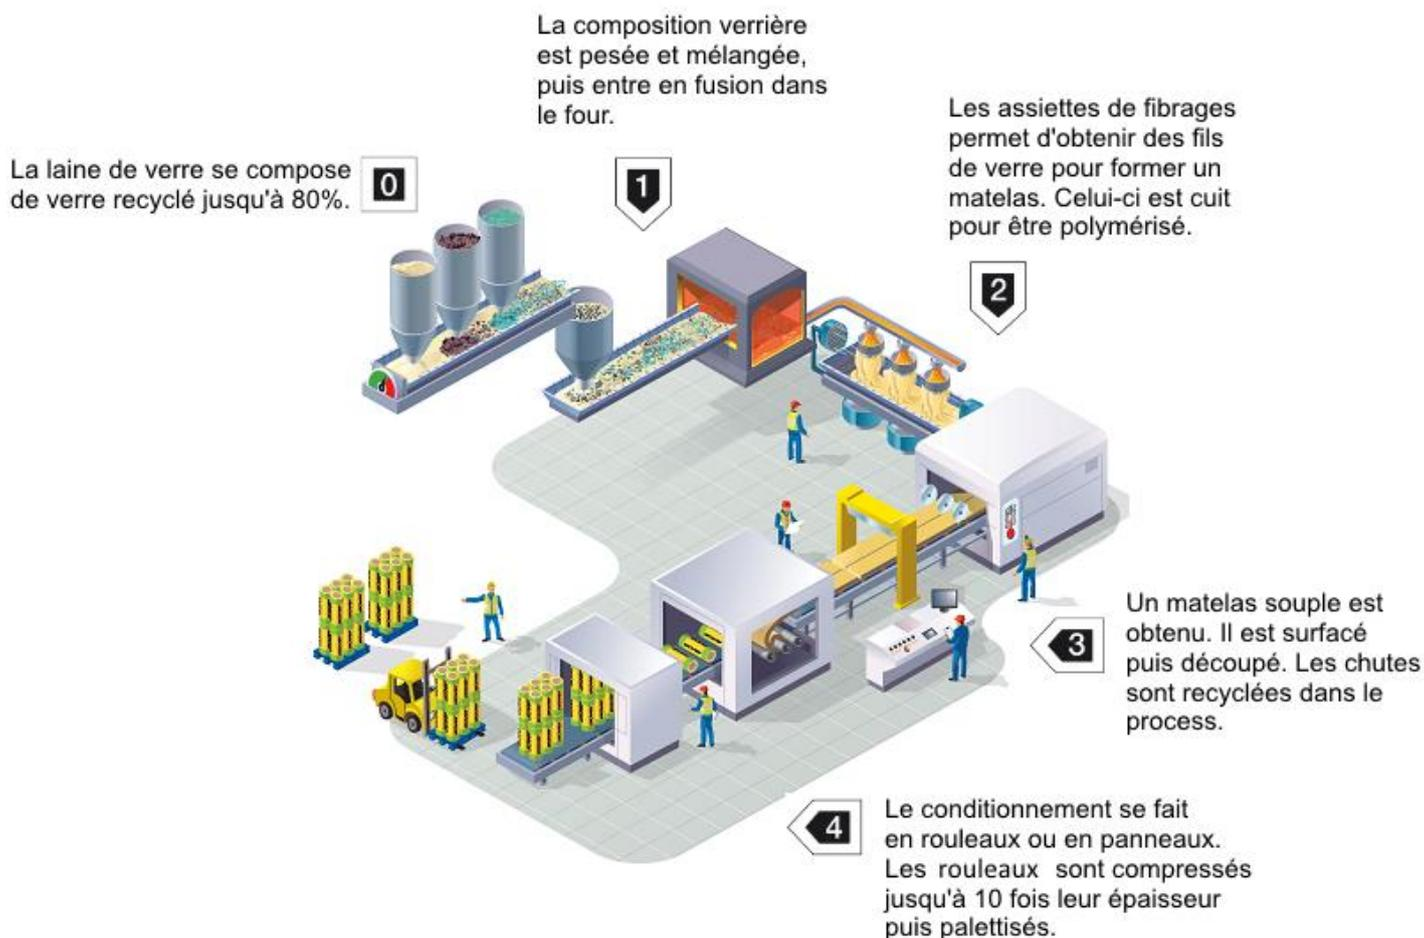 La laine de verre se compose
de verre recyclé jusqu'à 80%.
0
La composition verrière
est pesée et mélangée,
puis entre en fusion dans
le four.
1
Les assiettes de fibrages
permet d'obtenir des fils
de verre pour former un
matelas. Celui-ci est cuit
pour être polymérisé.
2
Un matelas souple est
obtenu. Il est surfacé
puis découpé. Les chutes
sont recyclées dans le
process.
3
Le conditionnement se fait
en rouleaux ou en panneaux.
Les rouleaux sont compressés
jusqu'à 10 fois leur épaisseur
puis palettisés.
4